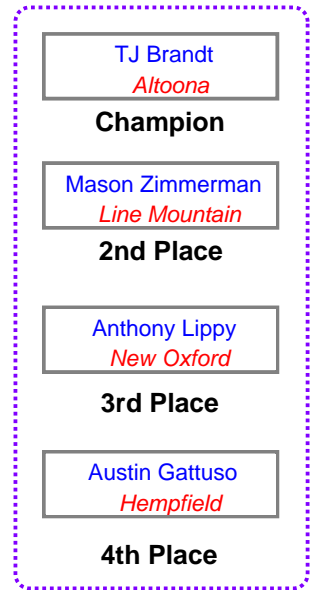 TJ Brandt
Altoona
Champion
Mason Zimmerman
Line Mountain
2nd Place
Anthony Lippy
New Oxford
3rd Place
Austin Gattuso
Hempfield
4th Place